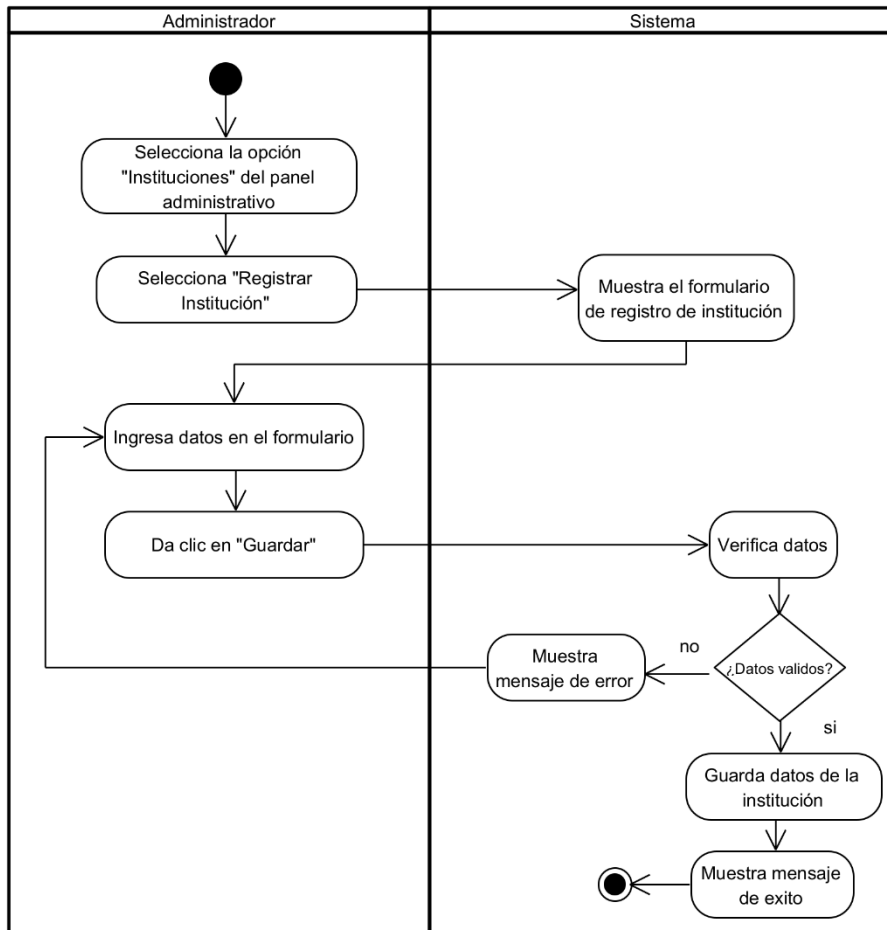 Administrador
Sistema
Selecciona la opción
"Instituciones" del panel
administrativo
Selecciona "Registrar
Institución"
Muestra el formulario
de registro de institución
Ingresa datos en el formulario
Da clic en "Guardar"
Verifica datos
¿Datos validos?
no
Muestra
mensaje de error
si
Guarda datos de la
institución
Muestra mensaje
de exito